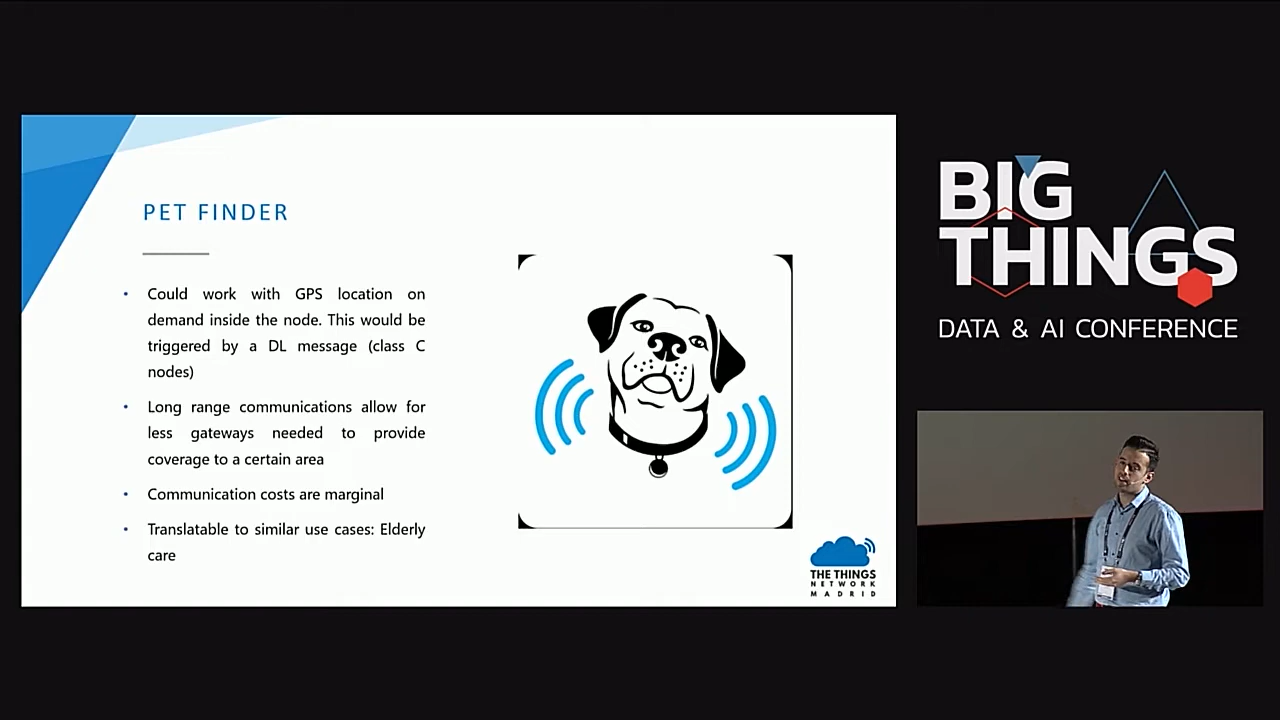 PET FINDER
• Could work with GPS location on
demand inside the node. This would be
triggered by a DL message (class C
nodes)
• Long range communications allow for
less gateways needed to provide
coverage to a certain area
• Communication costs are marginal
• Translatable to similar use cases: Elderly
care
THE THINGS
NETWORK
MADRID
BIG
THINGS
DATA & AI CONFERENCE